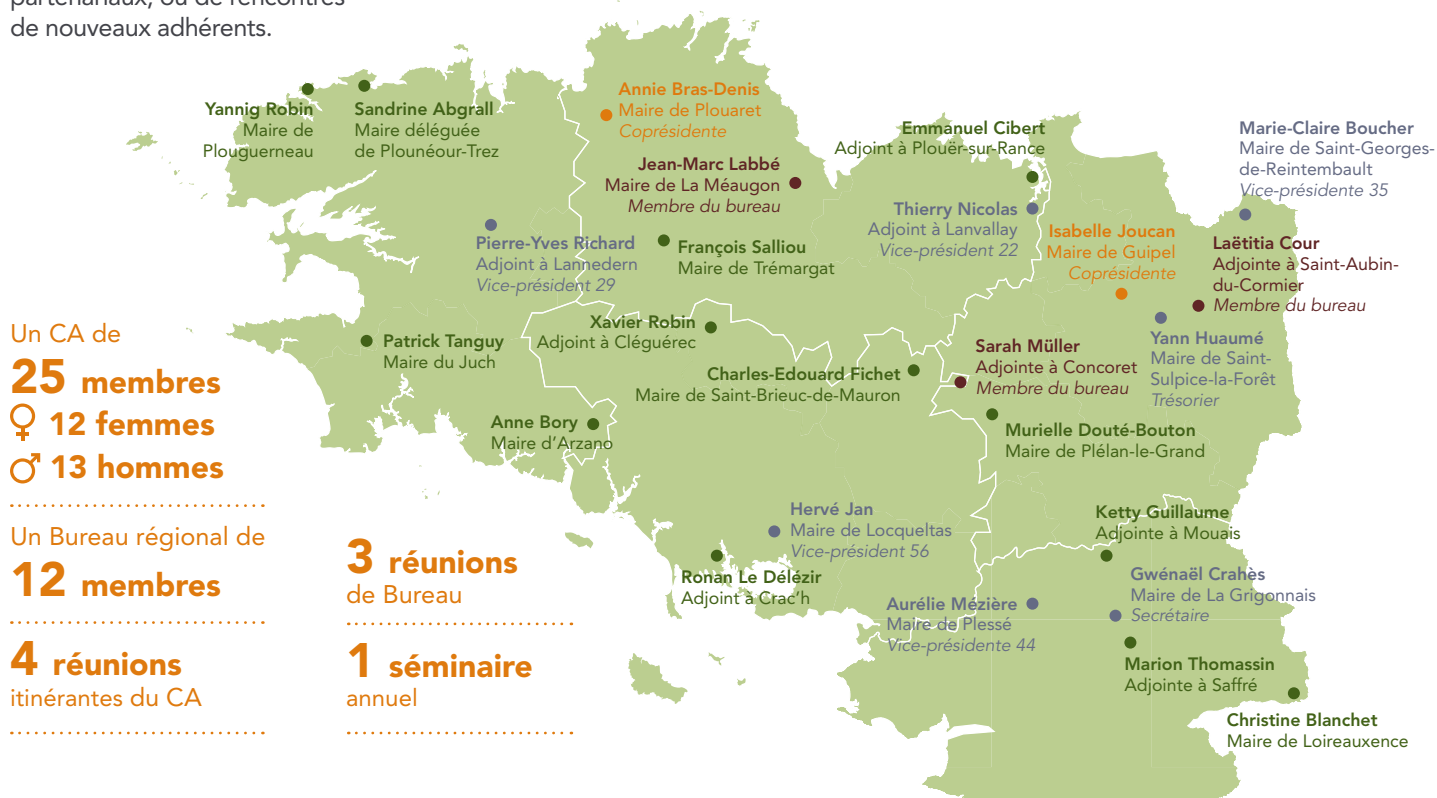 partenariaux, ou de rencontres
de nouveaux adhérents.
Yannig Robin
Maire de
Plouguerneau
Sandrine Abgrall
Maire déléguée
de Plounéour-Trez
Annie Bras-Denis
Maire de Plouaret
Coprésidente
Jean-Marc Labbé
Maire de La Méaugon
Membre du bureau
Emmanuel Cibert
Adjoint à Plouër-sur-Rance
Marie-Claire Boucher
Maire de Saint-Georges-
de-Reintembault
Vice-présidente 35
Pierre-Yves Richard
Adjoint à Lannedern
Vice-président 29
François Salliou
Maire de Trémargat
Thierry Nicolas
Adjoint à Lanvallay
Vice-président 22
Isabelle Joucan
Maire de Guipel
Coprésidente
Laëtitia Cour
Adjointe à Saint-Aubin-
du-Cormier
Membre du bureau
Patrick Tanguy
Maire du Juch
Xavier Robin
Adjoint à Cléguérec
Charles-Edouard Fichet
Maire de Saint-Brieuc-de-Mauron
Sarah Müller
Adjointe à Concoret
Membre du bureau
Yann Huaumé
Maire de Saint-
Sulpice-la-Forêt
Trésorier
Anne Bory
Maire d'Arzano
Murielle Douté-Bouton
Maire de Plélan-le-Grand
Hervé Jan
Maire de Locqueltas
Vice-président 56
Ketty Guillaume
Adjointe à Mouais
Ronan Le Délézir
Adjoint à Crac'h
Aurélie Mézière
Maire de Plessé
Vice-présidente 44
Gwénaël Crahès
Maire de La Grigonnais
Secrétaire
Marion Thomassin
Adjointe à Saffré
Christine Blanchet
Maire de Loireauxence
Un CA de
25 membres
♀ 12 femmes
♂ 13 hommes
Un Bureau régional de
12 membres
4 réunions
itinérantes du CA
3 réunions
de Bureau
1 séminaire
annuel